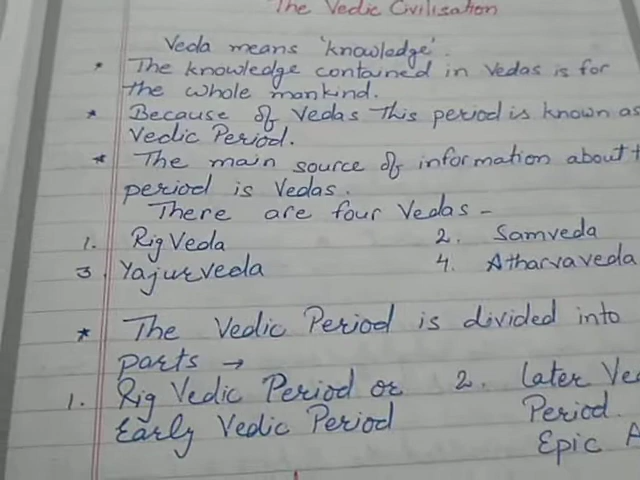 The Vedic Civilisation
Veda means 'knowledge'.
* The knowledge contained in Vedas is for
the whole mankind.
* Because of Vedas This period is known as
Vedic Period.
* The main source of information about
period is Vedas.
There are four Vedas -
1. Rig Veda 2. Samveda
3. Yajurveda 4. Atharvaveda
* The Vedic Period is divided into
parts →
1. Rig Vedic Period or 2. Later
Early Vedic Period Period.
Epic